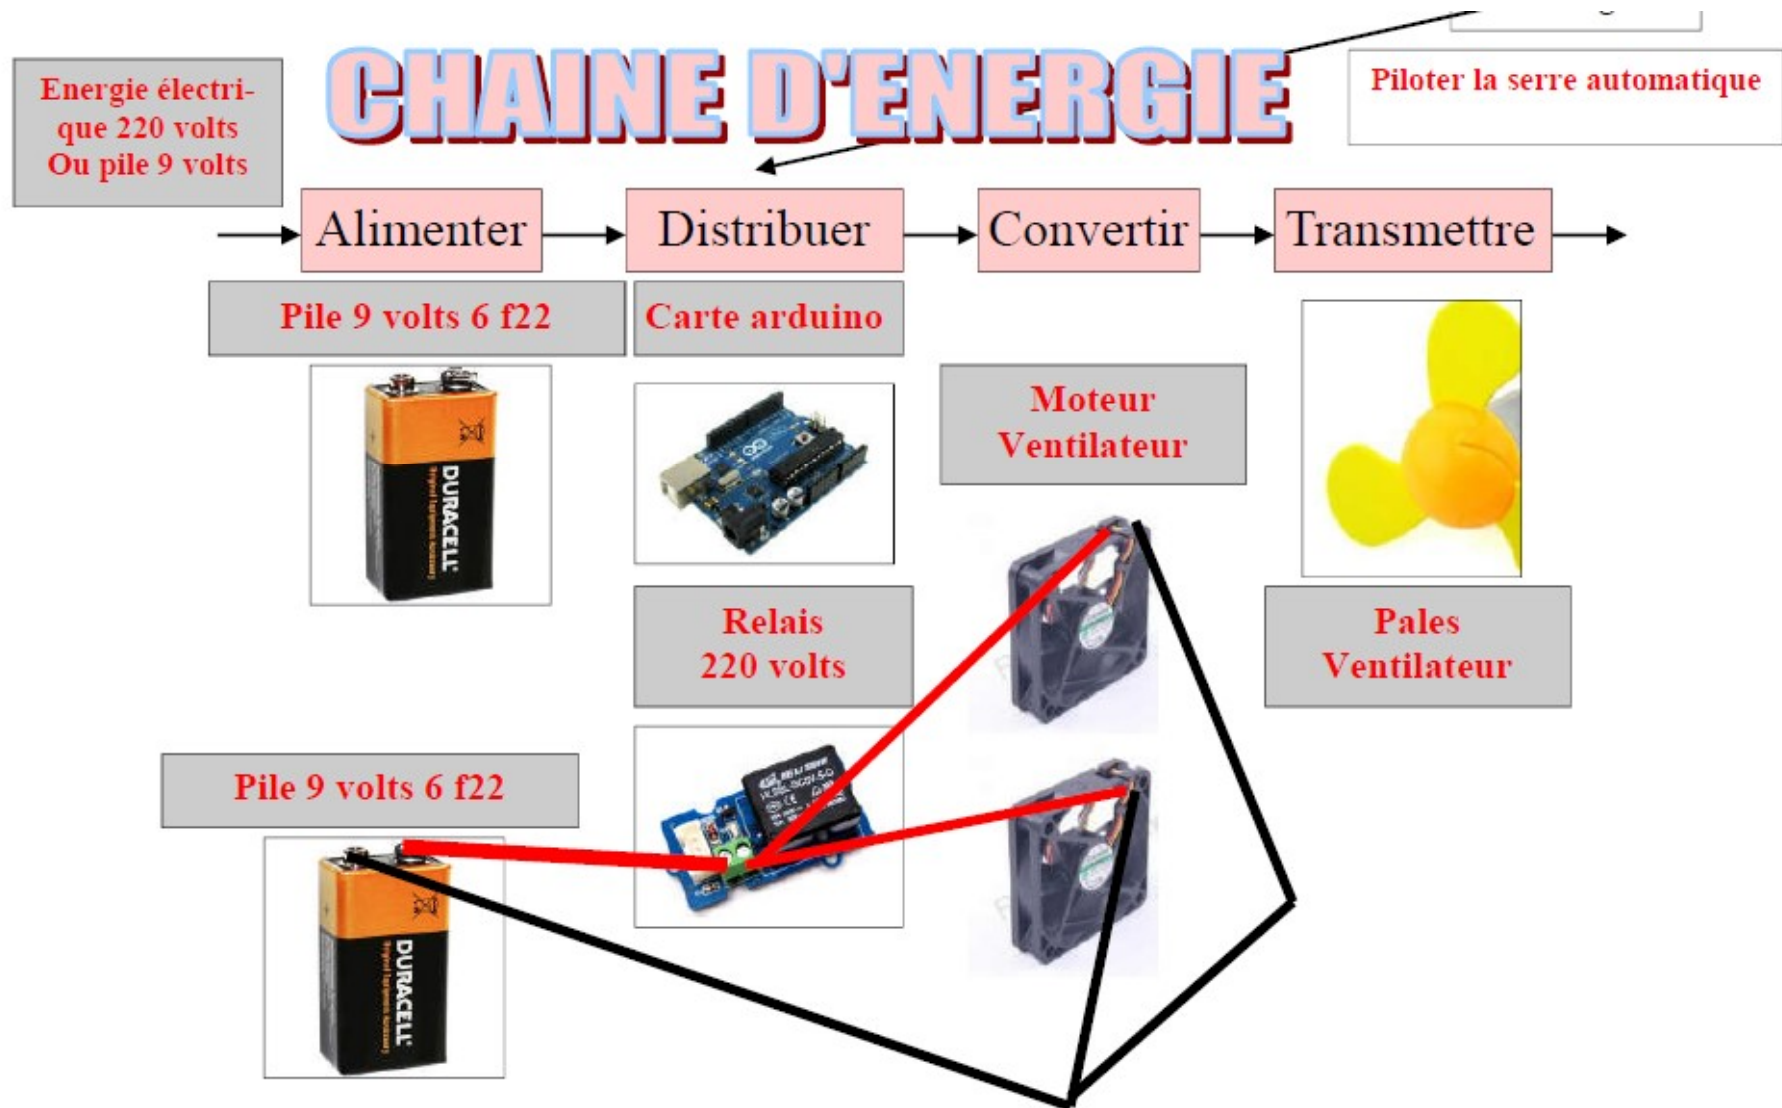 CHAINE D'ENERGIE
Energie électri-
que 220 volts
Ou pile 9 volts
Piloter la serre automatique
Alimenter
Distribuer
Convertir
Transmettre
Pile 9 volts 6 f22
Carte arduino
Moteur
Ventilateur
DURACELL
Relais
220 volts
Pales
Ventilateur
Pile 9 volts 6 f22
DURACELL